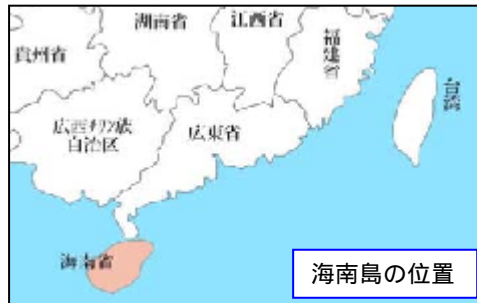 湖南省
江西省
貴州省
福建省
広西チワン族
自治区
広東省
台湾
海南省
海南島の位置